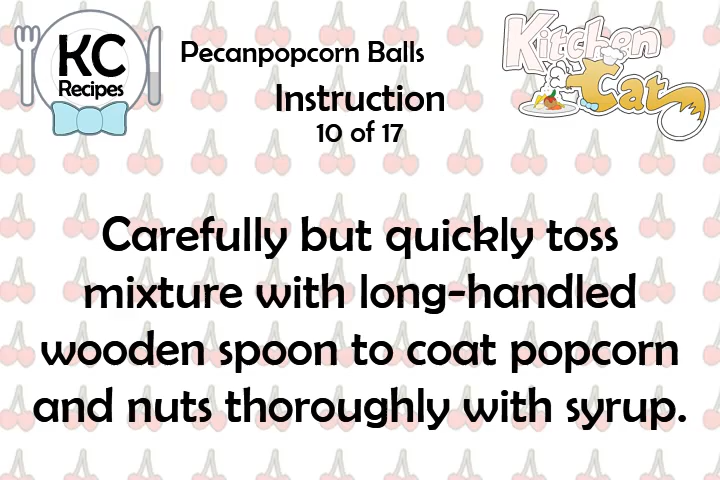 KC
Recipes
Pecanpopcorn Balls
Kitchen
Cat
Instruction
10 of 17
Carefully but quickly toss
mixture with long-handled
wooden spoon to coat popcorn
and nuts thoroughly with syrup.